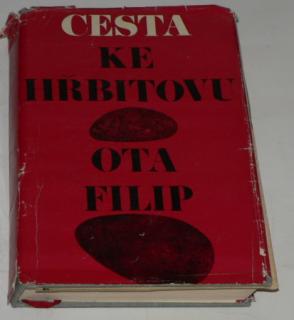 CESTA
KE
HŘBITOVU
OTA
FILIP